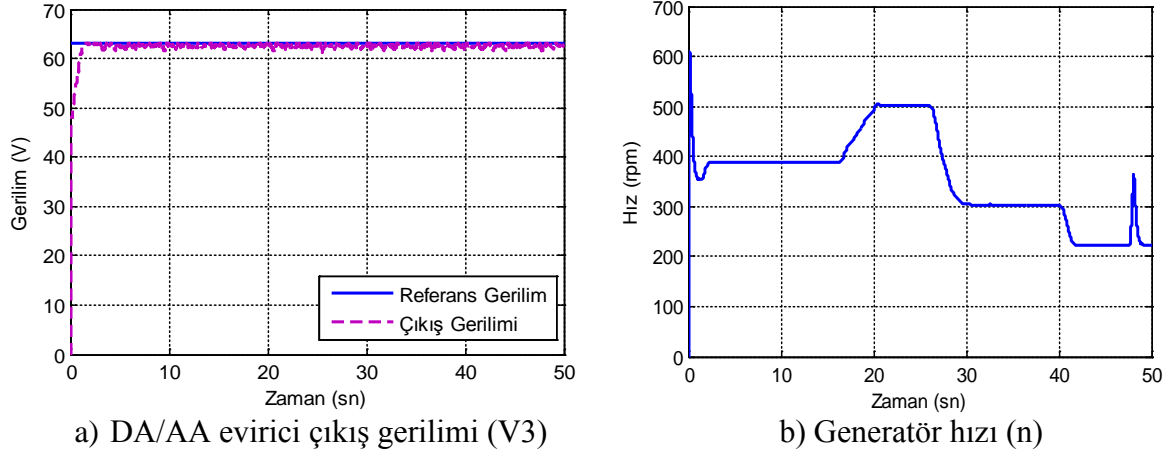 70
60
50
40
30
20
10
0
Gerilim (V)
Referans Gerilim
Çıkış Gerilimi
0 10 20 30 40 50
Zaman (sn)
a) DA/AA evirici çıkış gerilimi (V3)
700
600
500
400
300
200
100
0
Hız (rpm)
0 10 20 30 40 50
Zaman (sn)
b) Generatör hızı (n)